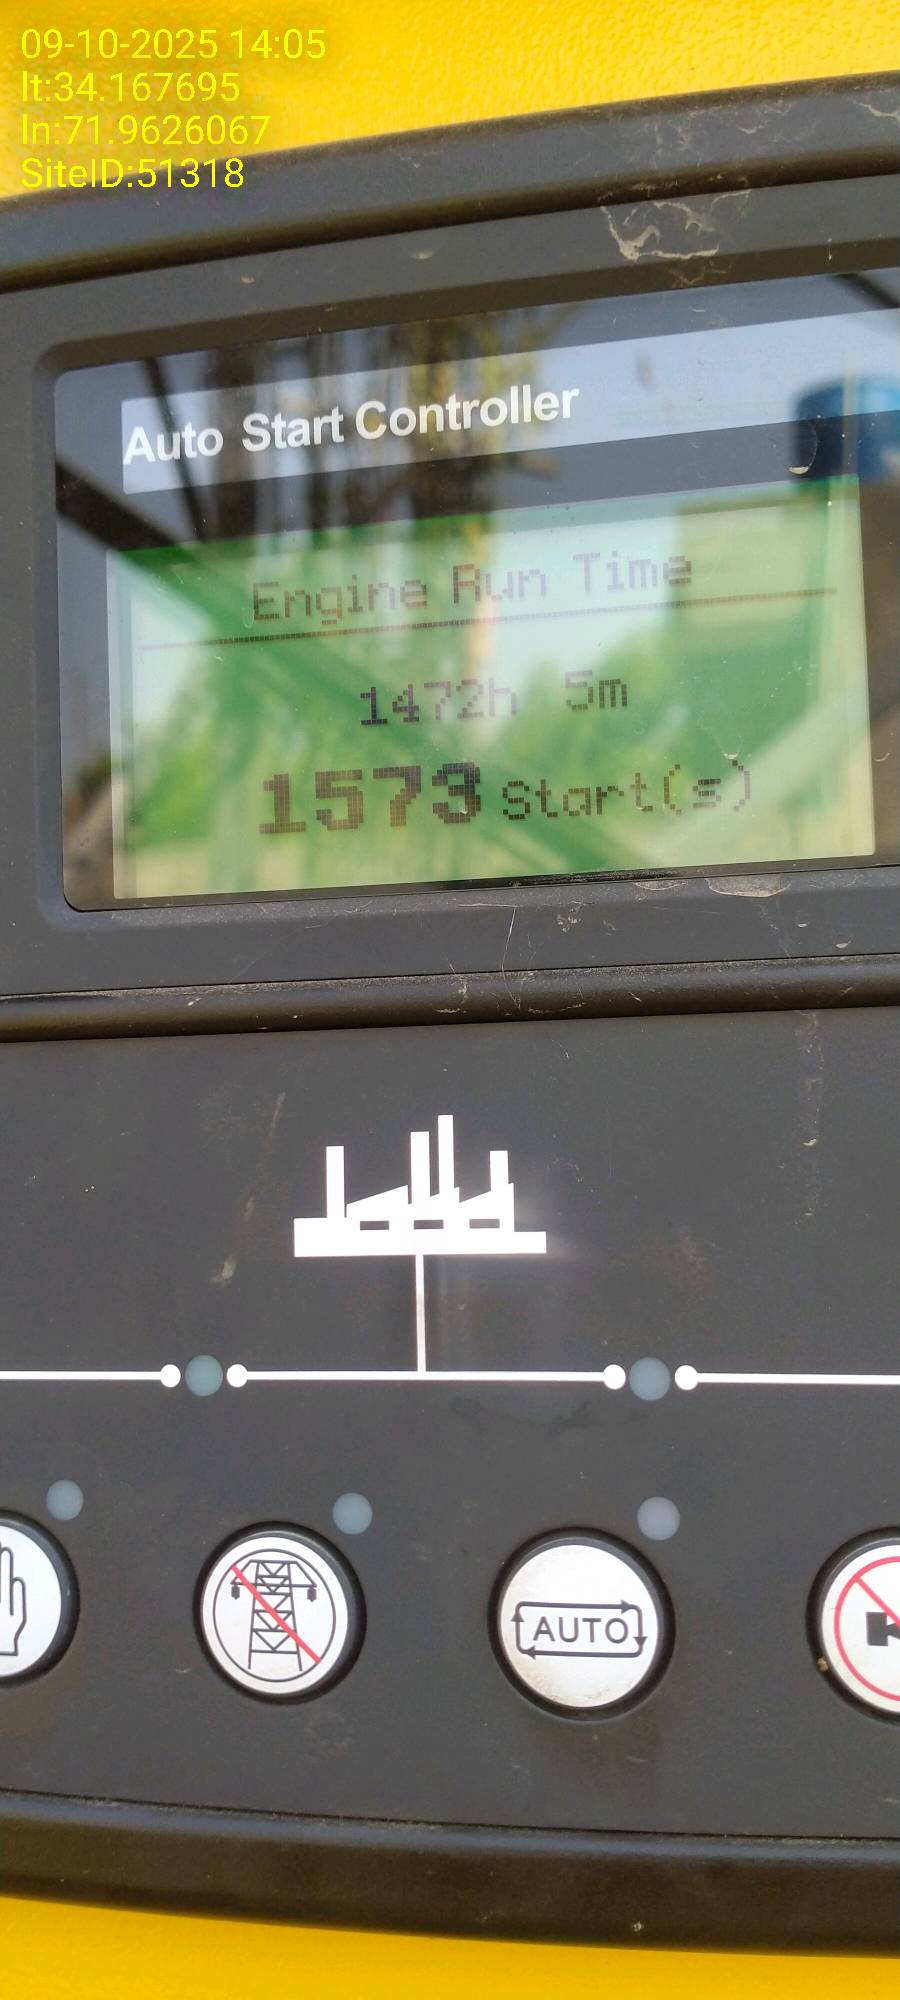 09-10-2025 14:05
lt:34.167695
ln:71.9626067
SiteID:51318
Auto Start Controller
Engine Run Time
1472h 5m
1573 Start(s)
AUTO